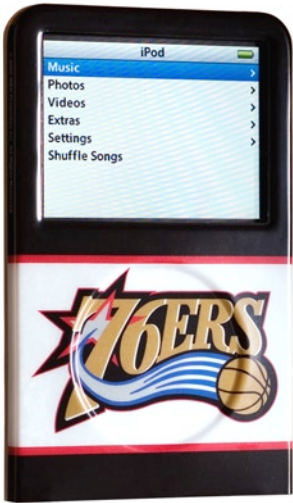 iPod
Music
Photos
Videos
Extras
Settings
Shuffle Songs
76ERS